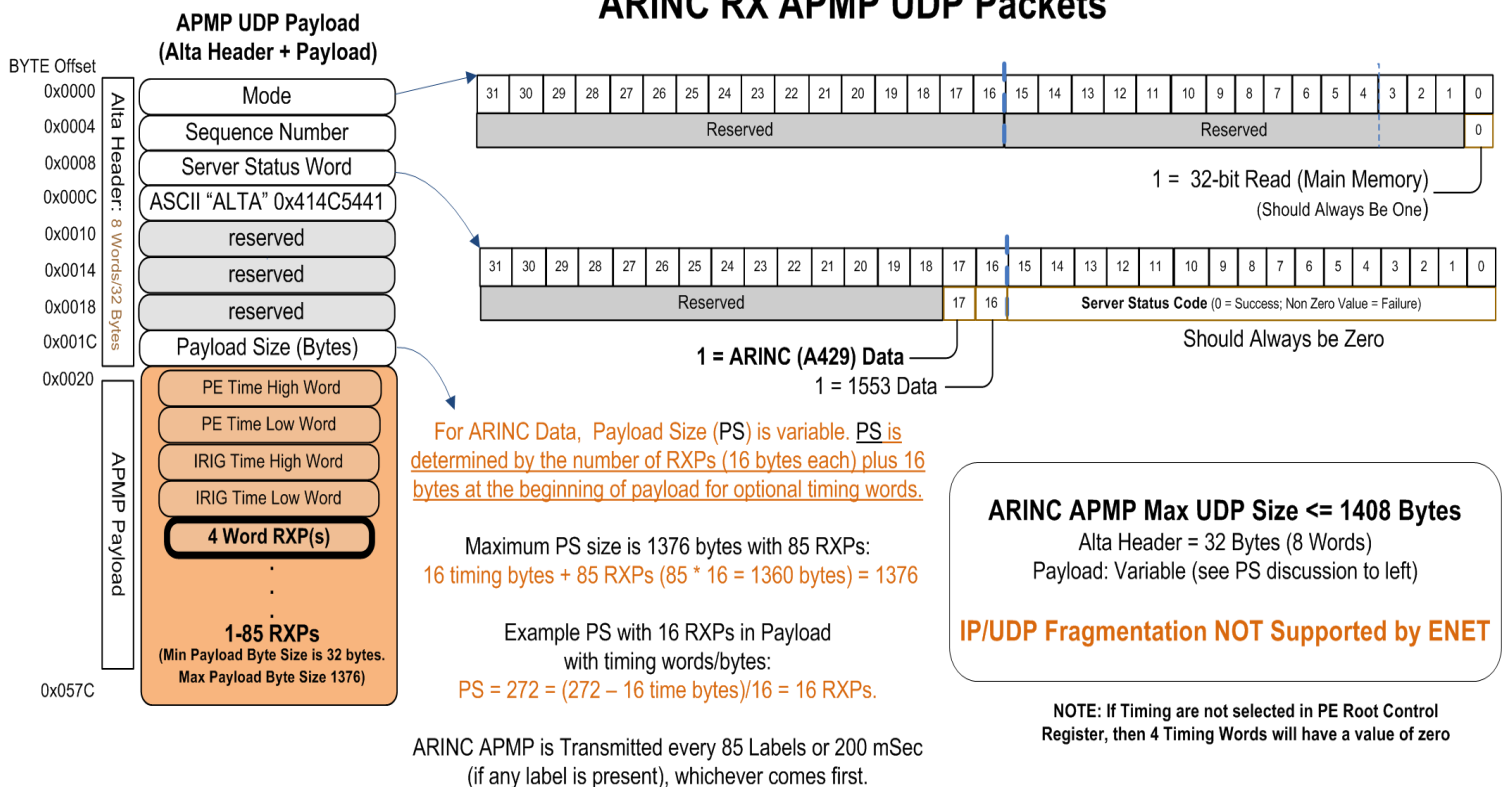 ARINC RX APMP UDP Packets
APMP UDP Payload
(Alta Header + Payload)
BYTE Offset
0x0000
0x0004
0x0008
0x000C
0x0010
0x0014
0x0018
0x001C
0x0020
0x057C
Alta Header: 8 Words/32 Bytes
APMP Payload
Mode
Sequence Number
Server Status Word
ASCII “ALTA” 0x414C5441
reserved
reserved
reserved
Payload Size (Bytes)
PE Time High Word
PE Time Low Word
IRIG Time High Word
IRIG Time Low Word
4 Word RXP(s)
.
.
.
1-85 RXPs
(Min Payload Byte Size is 32 bytes.
Max Payload Byte Size 1376)
31 30 29 28 27 26 25 24 23 22 21 20 19 18 17 16 15 14 13 12 11 10 9 8 7 6 5 4 3 2 1 0
Reserved Reserved 0
1 = 32-bit Read (Main Memory)
(Should Always Be One)
31 30 29 28 27 26 25 24 23 22 21 20 19 18 17 16 15 14 13 12 11 10 9 8 7 6 5 4 3 2 1 0
Reserved 17 16 Server Status Code (0 = Success; Non Zero Value = Failure)
Should Always be Zero
1 = ARINC (A429) Data
1 = 1553 Data
For ARINC Data, Payload Size (PS) is variable. PS is
determined by the number of RXPs (16 bytes each) plus 16
bytes at the beginning of payload for optional timing words.
Maximum PS size is 1376 bytes with 85 RXPs:
16 timing bytes + 85 RXPs (85 * 16 = 1360 bytes) = 1376
Example PS with 16 RXPs in Payload
with timing words/bytes:
PS = 272 = (272 – 16 time bytes)/16 = 16 RXPs.
ARINC APMP is Transmitted every 85 Labels or 200 mSec
(if any label is present), whichever comes first.
ARINC APMP Max UDP Size <= 1408 Bytes
Alta Header = 32 Bytes (8 Words)
Payload: Variable (see PS discussion to left)
IP/UDP Fragmentation NOT Supported by ENET
NOTE: If Timing are not selected in PE Root Control
Register, then 4 Timing Words will have a value of zero